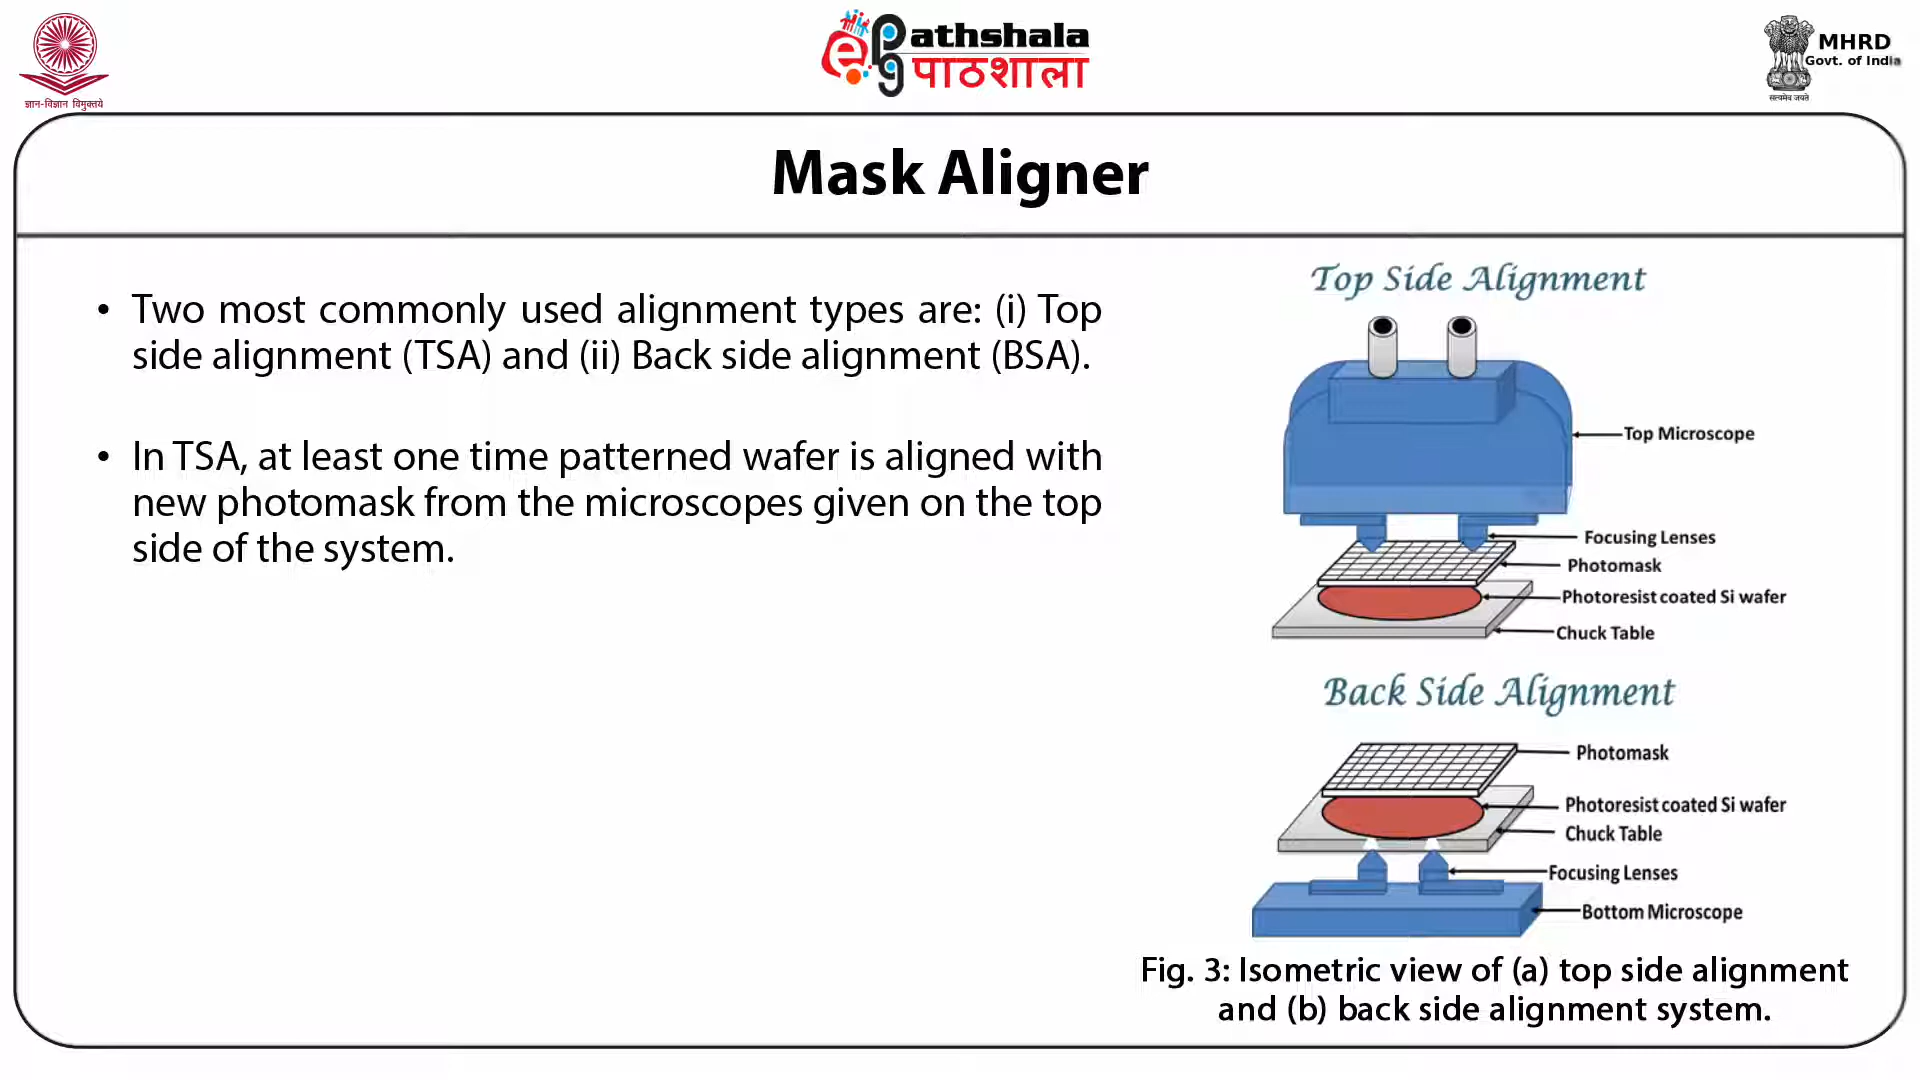 ज्ञान-विज्ञान विमुक्तये
e Pathshala
पाठशाला
MHRD
Govt. of India
सत्यमेव जयते
Mask Aligner
• Two most commonly used alignment types are: (i) Top
side alignment (TSA) and (ii) Back side alignment (BSA).
• In TSA, at least one time patterned wafer is aligned with
new photomask from the microscopes given on the top
side of the system.
Top Side Alignment
Top Microscope
Focusing Lenses
Photomask
Photoresist coated Si wafer
Chuck Table
Back Side Alignment
Photomask
Photoresist coated Si wafer
Chuck Table
Focusing Lenses
Bottom Microscope
Fig. 3: Isometric view of (a) top side alignment
and (b) back side alignment system.